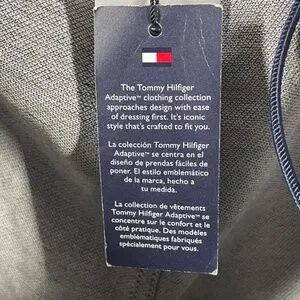 The Tommy Hilfiger
Adaptive™ clothing collection
approaches design with ease
of dressing first. It's iconic
style that's crafted to fit you.
La colección Tommy Hilfiger
Adaptive™ se centra en el
diseño de prendas fáciles de
poner. El estilo emblemático
de la marca, hecho a
tu medida.
La collection de vêtements
Tommy Hilfiger Adaptive™ se
concentre sur le confort et le
côté pratique. Des modèles
emblématiques fabriqués
spécialement pour vous.